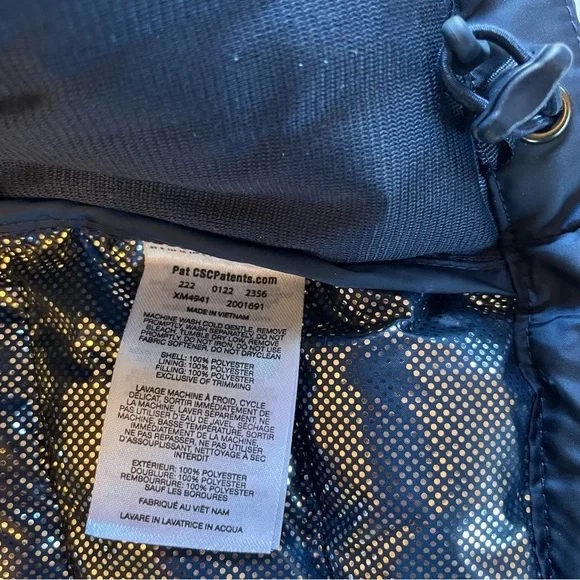 Pat CSCPatents.com
222 0122 2356
XM4941 2001691
MADE IN VIETNAM
MACHINE WASH COLD GENTLE, REMOVE
PROMPTLY, WASH SEPARATELY, DO NOT
BLEACH, TUMBLE DRY LOW, REMOVE
PROMPTLY, DO NOT IRON, DO NOT USE
FABRIC SOFTENER, DO NOT DRYCLEAN
SHELL: 100% POLYESTER
LINING: 100% POLYESTER
FILLING: 100% POLYESTER
EXCLUSIVE OF TRIMMING
LAVAGE MACHINE À FROID, CYCLE
DÉLICAT, SORTIR IMMÉDIATEMENT DE
LA MACHINE, LAVER SEPARÉMENT, NE
PAS UTILISER D'EAU DE JAVEL, SÉCHAGE
MACHINE, BASSE TEMPÉRATURE, SORTIR
IMMÉDIATEMENT DE LA MACHINE
NE PAS REPASSER, NE PAS UTILISER
D'ASSOUPLISSANT, NETTOYAGE A SEC
INTERDIT
EXTÉRIEUR: 100% POLYESTER
DOUBLURE: 100% POLYESTER
REMBOURRURE: 100% POLYESTER
SAUF LES BORDURES
FABRIQUÉ AU VIÊT NAM
LAVARE IN LAVATRICE IN ACQUA